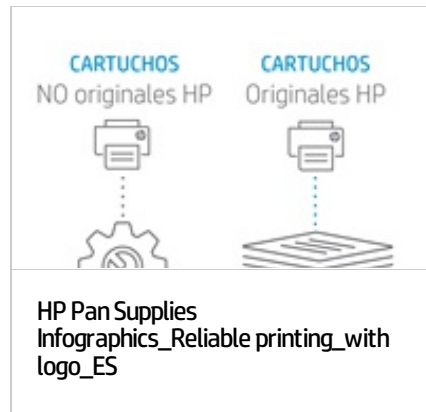 CARTUCHOS CARTUCHOS
NO originales HP Originales HP
HP Pan Supplies
Infographics_Reliable printing_with
logo_ES